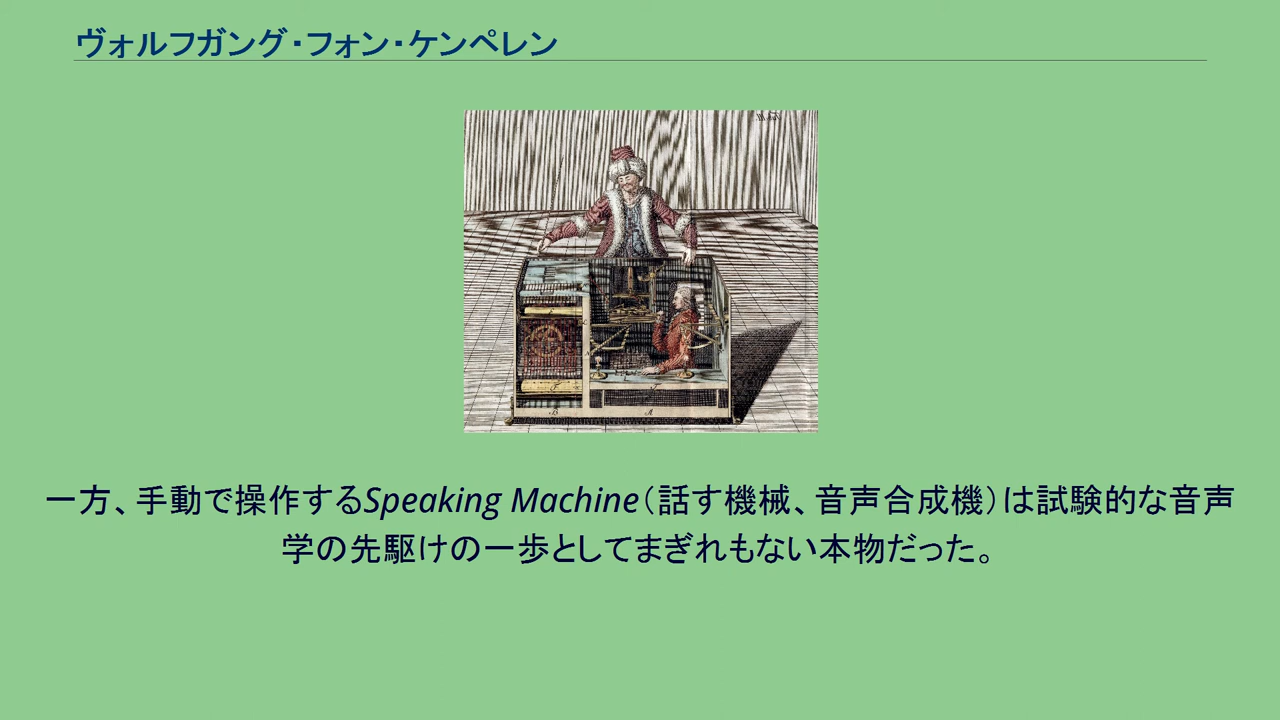 ヴォルフガング・フォン・ケンペレン
一方、手動で操作するSpeaking Machine（話す機械、音声合成機）は試験的な音声
学の先駆けの一歩としてまぎれもない本物だった。